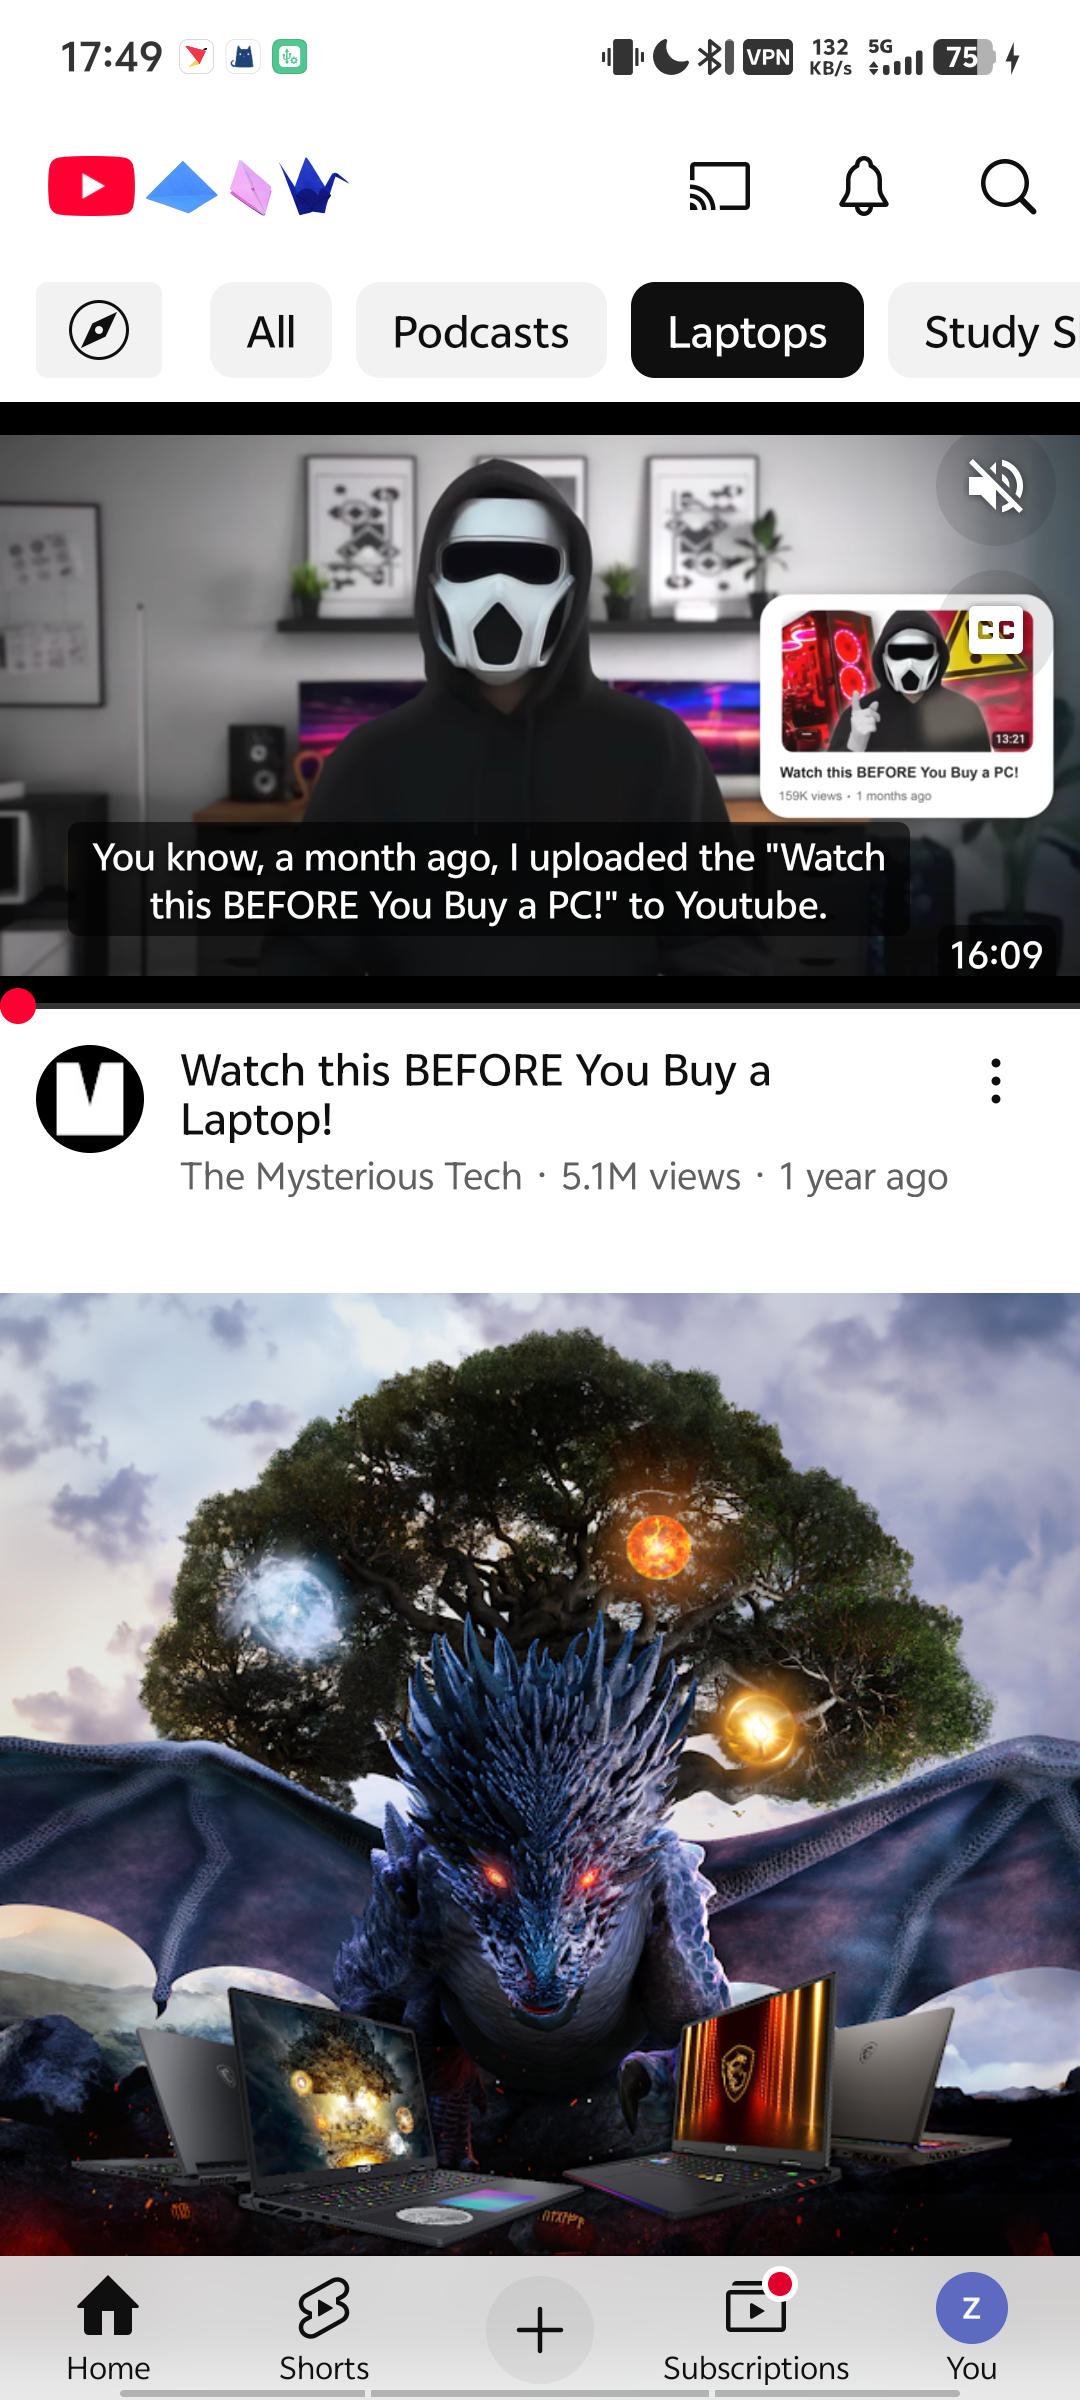 17:49
VPN
132
KB/s
5G
75
All
Podcasts
Laptops
Study S
CC
13:21
Watch this BEFORE You Buy a PC!
159K views • 1 months ago
You know, a month ago, I uploaded the "Watch
this BEFORE You Buy a PC!" to Youtube.
16:09
M
Watch this BEFORE You Buy a
Laptop!
The Mysterious Tech · 5.1M views · 1 year ago
Home
Shorts
Subscriptions
Z
You